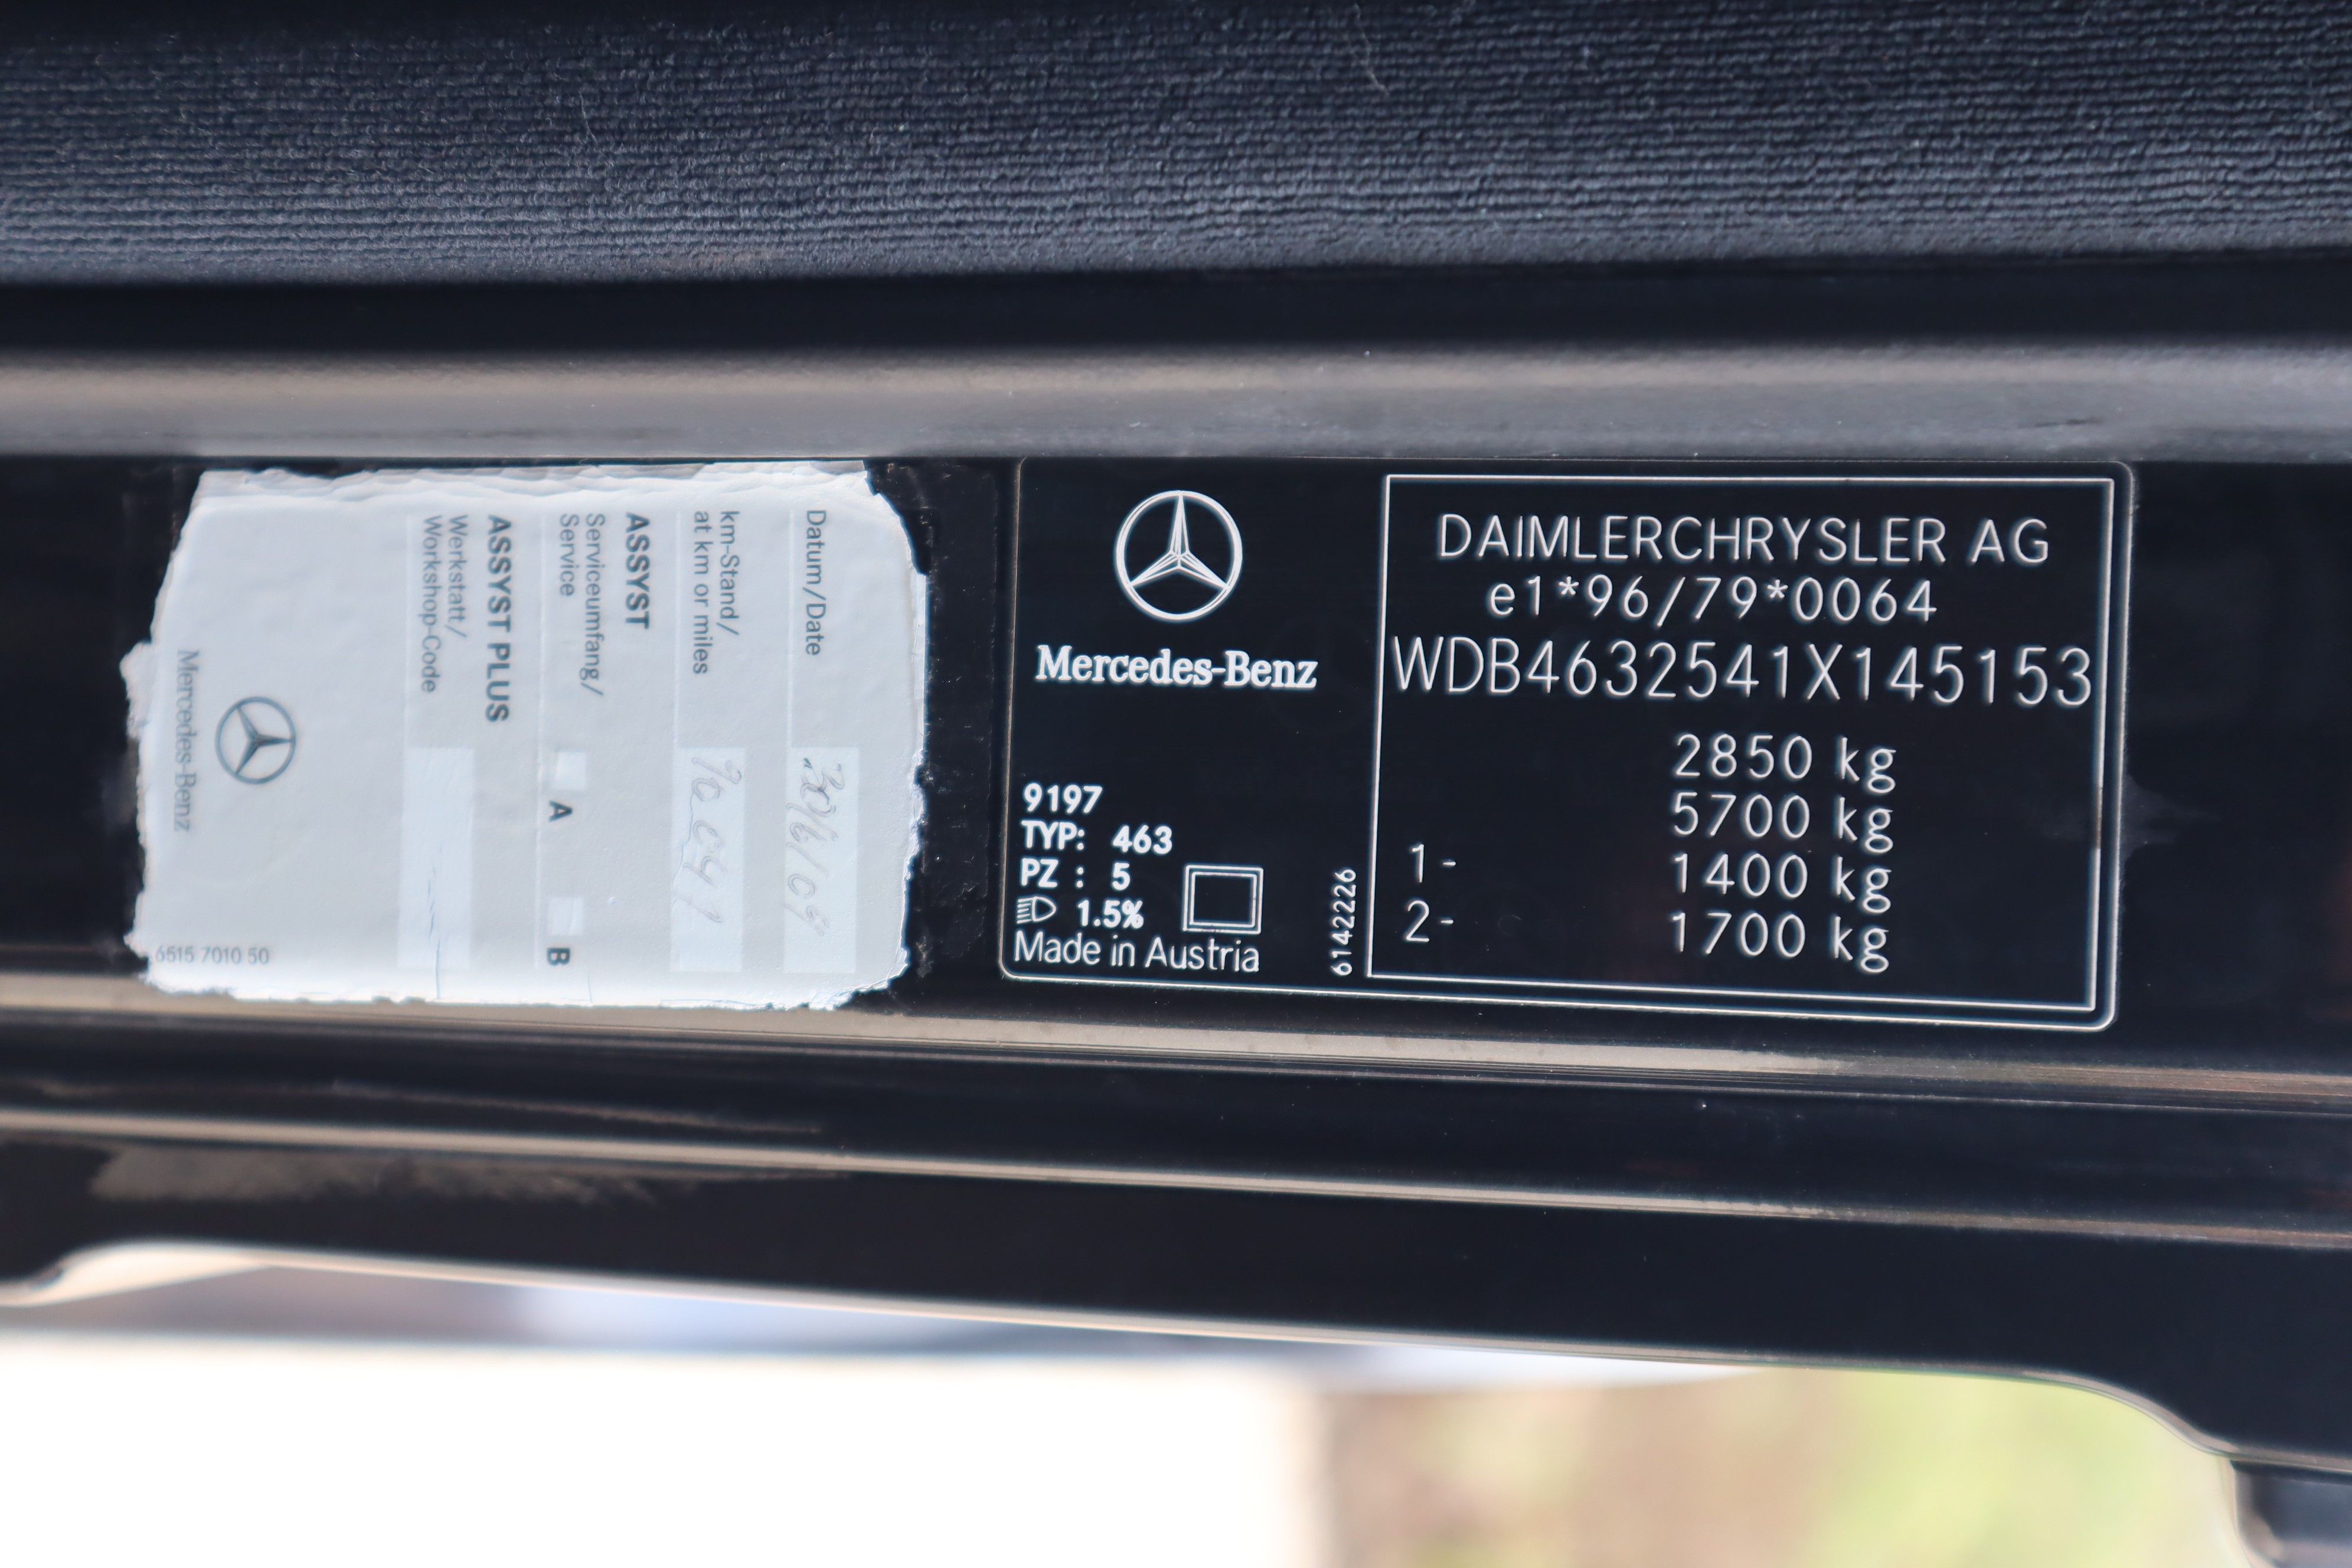 Datum/Date
km-Stand/
at km or miles
ASSYST
Serviceumfang/
Service
A
B
ASSYST PLUS
Werkstatt/
Workshop-Code
Mercedes-Benz
6515 7010 50
Mercedes-Benz
9197
TYP: 463
PZ : 5
1.5%
Made in Austria
6142226
DAIMLERCHRYSLER AG
e1*96/79*0064
WDB4632541X145153
2850 kg
5700 kg
1- 1400 kg
2- 1700 kg